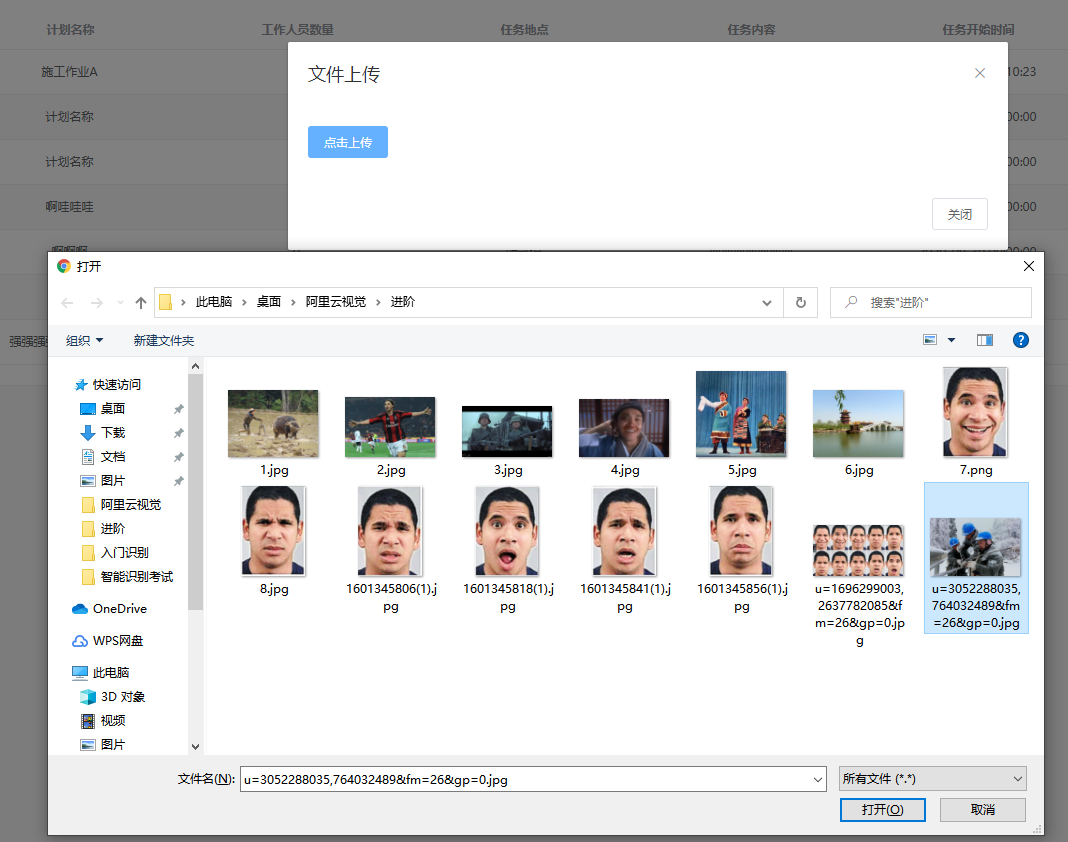 计划名称 工作人员数量 任务地点 任务内容 任务开始时间
文件上传
施工作业A 10:23
计划名称 00:00
点击上传
计划名称 00:00
啊哇哇哇 00:00
关闭
啊啊啊
打开
此电脑 桌面 阿里云视觉 进阶 搜索"进阶"
组织 新建文件夹
强强强
快速访问
桌面
下载
文档
图片
阿里云视觉
进阶
入门识别
智能识别考试
OneDrive
WPS网盘
此电脑
3D 对象
视频
图片
1.jpg 2.jpg 3.jpg 4.jpg 5.jpg 6.jpg 7.png
8.jpg 1601345806(1).j 1601345818(1).j 1601345841(1).j 1601345856(1).j u=1696299003, u=3052288035,
pg pg pg pg 2637782085&f 764032489&fm
m=26&gp=0.jp =26&gp=0.jpg
g
文件名(N): u=3052288035,764032489&fm=26&gp=0.jpg 所有文件 (*.*)
打开(O) 取消